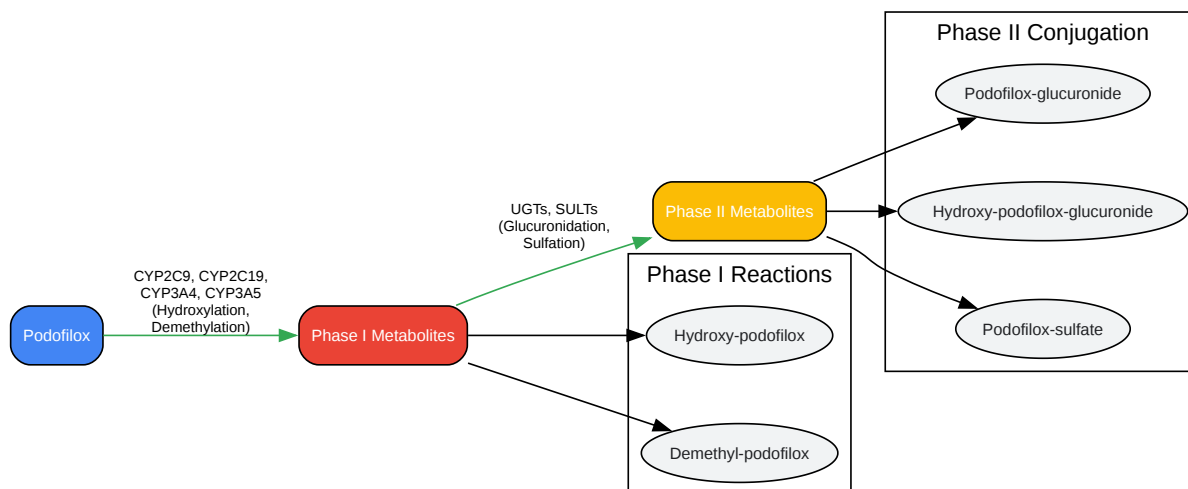 Podofilox
CYP2C9, CYP2C19,
CYP3A4, CYP3A5
(Hydroxylation,
Demethylation)
Phase I Metabolites
UGTs, SULTs
(Glucuronidation,
Sulfation)
Phase II Metabolites
Phase I Reactions
Hydroxy-podofilox
Demethyl-podofilox
Phase II Conjugation
Podofilox-glucuronide
Hydroxy-podofilox-glucuronide
Podofilox-sulfate